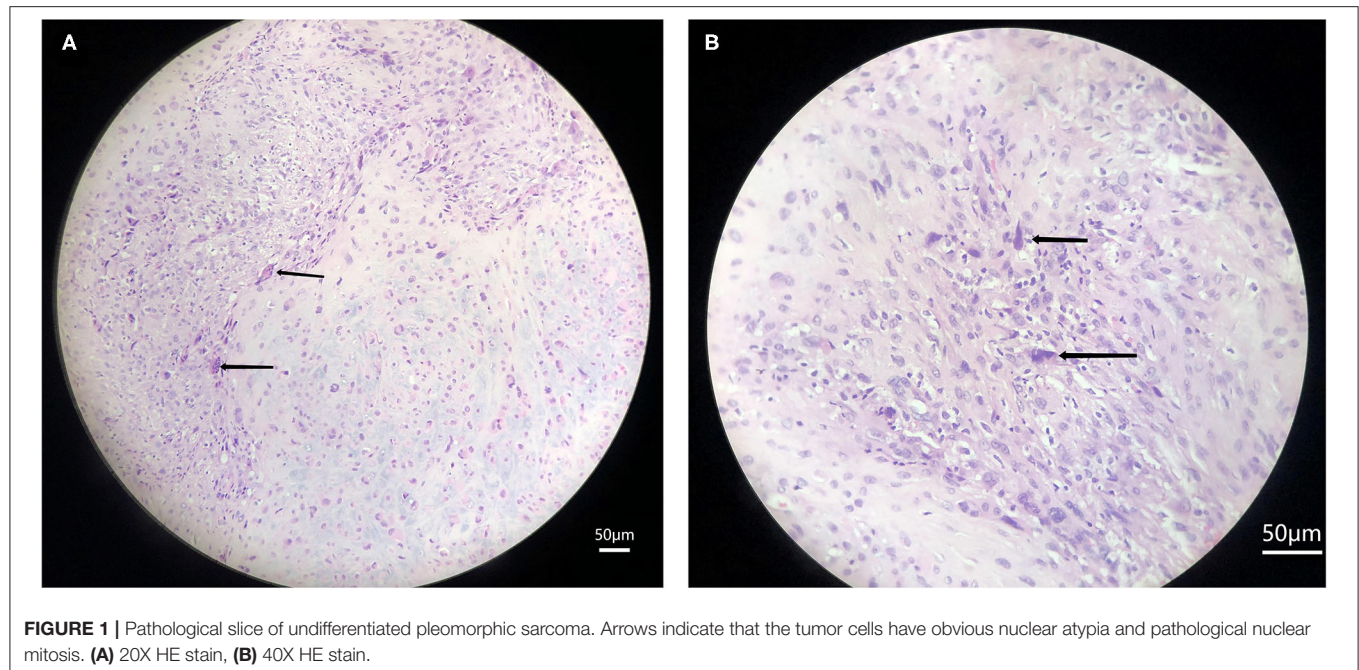 A
B
50µm
50µm
FIGURE 1 | Pathological slice of undifferentiated pleomorphic sarcoma. Arrows indicate that the tumor cells have obvious nuclear atypia and pathological nuclear
mitosis. (A) 20X HE stain, (B) 40X HE stain.